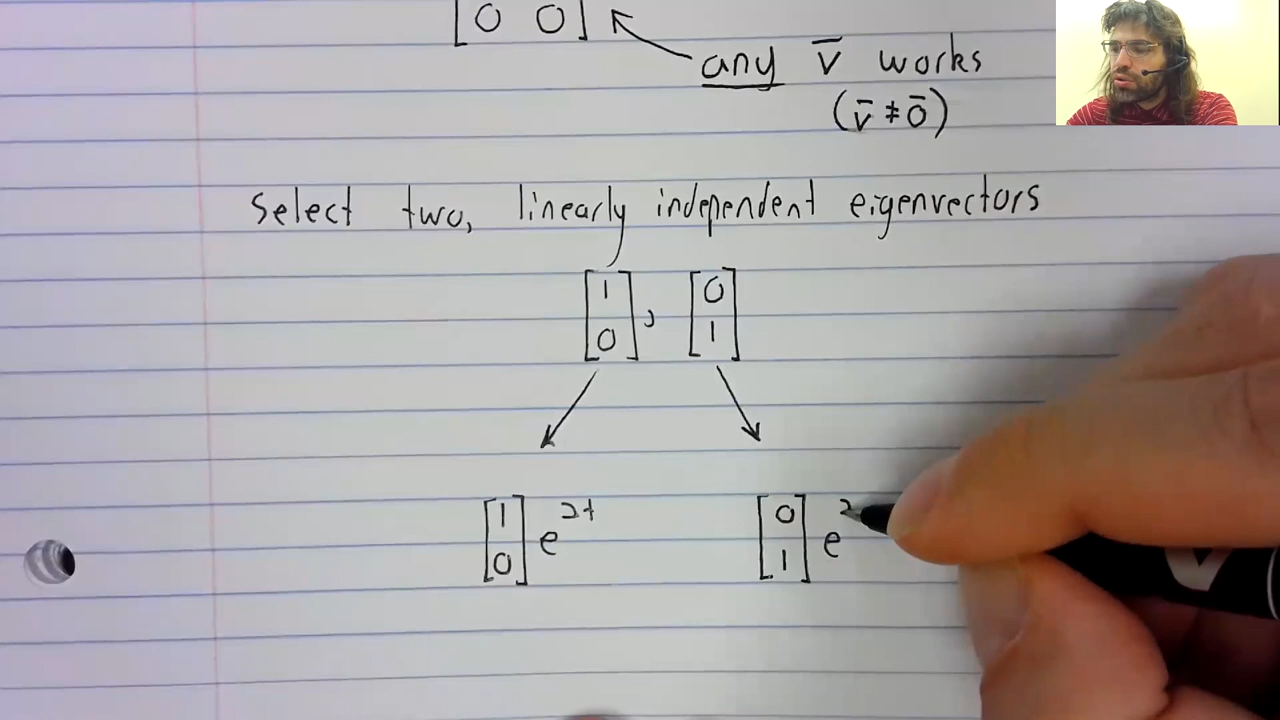 [0 0]
any v̄ works
(v̄ ≠ 0̄)
Select two, linearly independent eigenvectors
[1 0], [0 1]
[1 0] e^2t [0 1] e^2